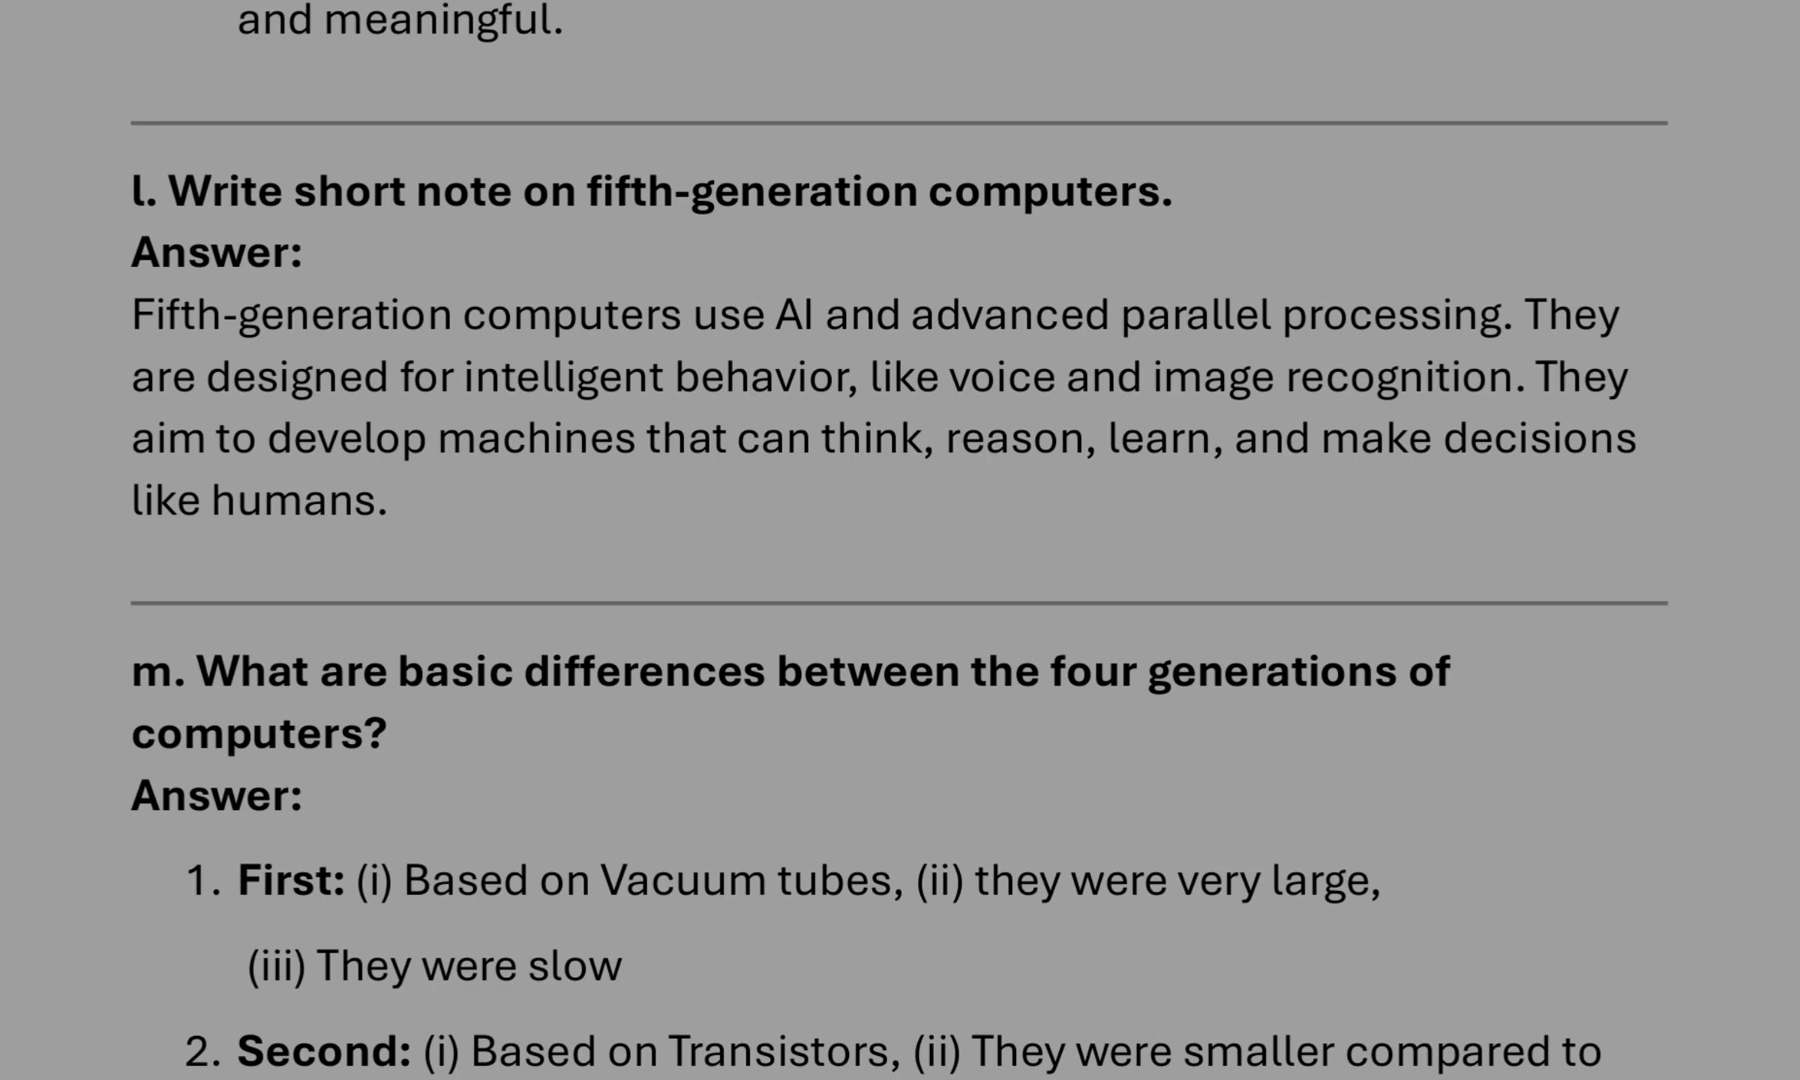 and meaningful.
l. Write short note on fifth-generation computers.
Answer:
Fifth-generation computers use AI and advanced parallel processing. They
are designed for intelligent behavior, like voice and image recognition. They
aim to develop machines that can think, reason, learn, and make decisions
like humans.
m. What are basic differences between the four generations of
computers?
Answer:
1. First: (i) Based on Vacuum tubes, (ii) they were very large,
(iii) They were slow
2. Second: (i) Based on Transistors, (ii) They were smaller compared to